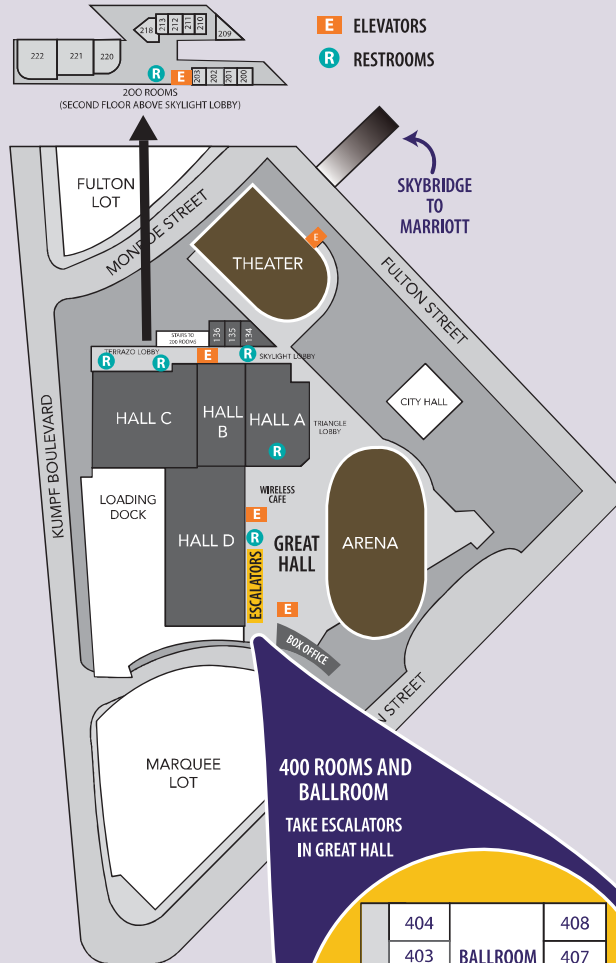 E ELEVATORS
R RESTROOMS
218
213
212
211
210
209
222
221
220
R
E
203
202
201
200
200 ROOMS
(SECOND FLOOR ABOVE SKYLIGHT LOBBY)
SKYBRIDGE
TO
MARRIOTT
FULTON
LOT
MONROE STREET
THEATER
E
FULTON STREET
STAIRS TO
200 ROOMS
136
135
134
TERRAZO LOBBY
R
R
E
R
SKYLIGHT LOBBY
CITY HALL
HALL C
HALL
B
HALL A
TRIANGLE
LOBBY
R
KUMPF BOULEVARD
LOADING
DOCK
WIRELESS
CAFE
E
HALL D
R
GREAT
HALL
ARENA
ESCALATORS
E
BOX OFFICE
N STREET
MARQUEE
LOT
400 ROOMS AND
BALLROOM
TAKE ESCALATORS
IN GREAT HALL
404
408
403
BALLROOM
407